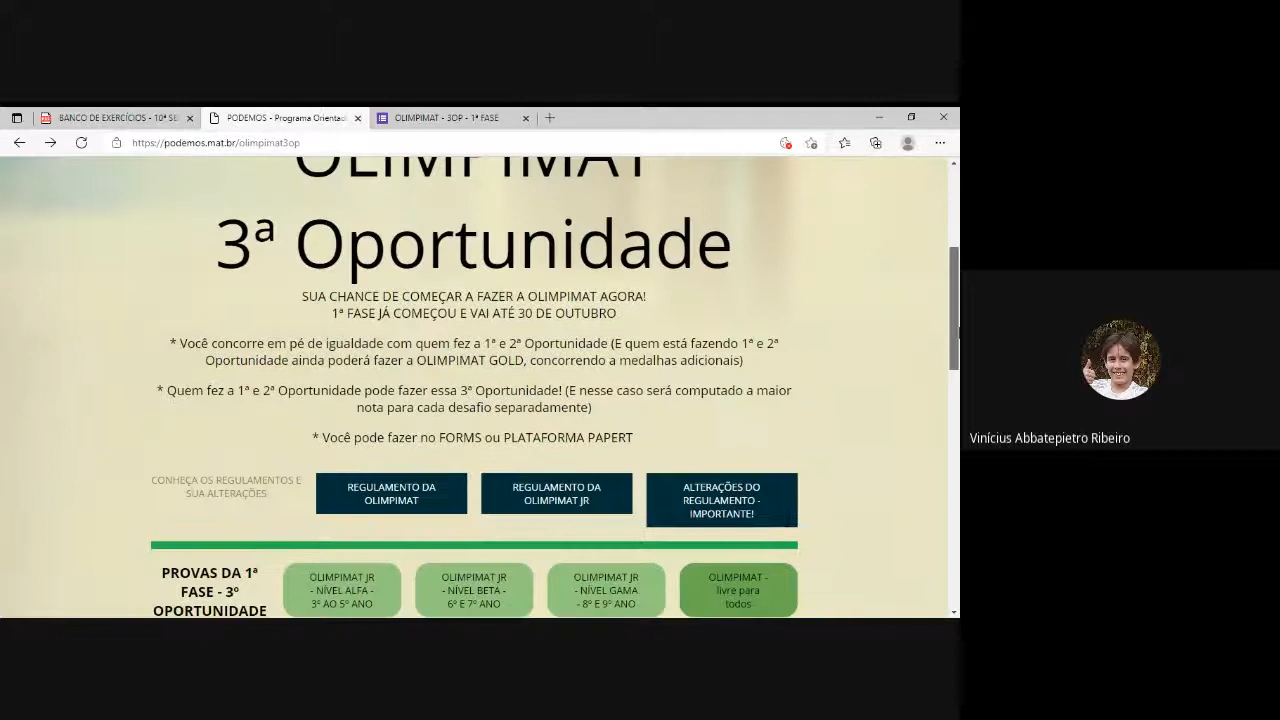 BANCO DE EXERCÍCIOS - 10ª SE
PODEMOS - Programa Orientad
OLIMPIMAT - 3OP - 1ª FASE
https://podemos.mat.br/olimpimat3op
OLIMPIMAT
3ª Oportunidade
SUA CHANCE DE COMEÇAR A FAZER A OLIMPIMAT AGORA!
1ª FASE JÁ COMEÇOU E VAI ATÉ 30 DE OUTUBRO
* Você concorre em pé de igualdade com quem fez a 1ª e 2ª Oportunidade (E quem está fazendo 1ª e 2ª
Oportunidade ainda poderá fazer a OLIMPIMAT GOLD, concorrendo a medalhas adicionais)
* Quem fez a 1ª e 2ª Oportunidade pode fazer essa 3ª Oportunidade! (E nesse caso será computado a maior
nota para cada desafio separadamente)
* Você pode fazer no FORMS ou PLATAFORMA PAPERT
CONHEÇA OS REGULAMENTOS E
SUA ALTERAÇÕES
REGULAMENTO DA
OLIMPIMAT
REGULAMENTO DA
OLIMPIMAT JR
ALTERAÇÕES DO
REGULAMENTO -
IMPORTANTE!
PROVAS DA 1ª
FASE - 3º
OPORTUNIDADE
OLIMPIMAT JR
- NÍVEL ALFA -
3º AO 5º ANO
OLIMPIMAT JR
- NÍVEL BETA -
6º E 7º ANO
OLIMPIMAT JR
- NÍVEL GAMA
- 8º E 9º ANO
OLIMPIMAT -
livre para
todos
Vinícius Abbatepietro Ribeiro